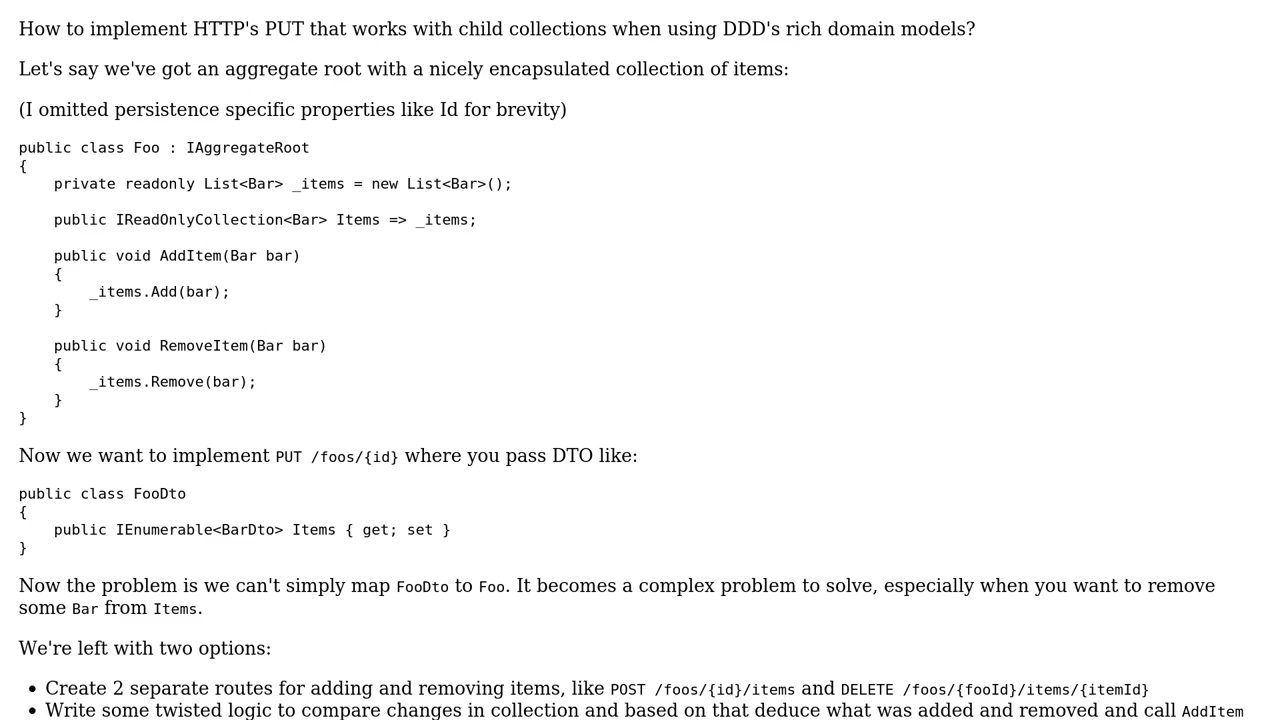 How to implement HTTP's PUT that works with child collections when using DDD's rich domain models?
Let's say we've got an aggregate root with a nicely encapsulated collection of items:
(I omitted persistence specific properties like Id for brevity)
public class Foo : IAggregateRoot
{
    private readonly List<Bar> _items = new List<Bar>();
    public IReadOnlyCollection<Bar> Items => _items;
    public void AddItem(Bar bar)
    {
        _items.Add(bar);
    }
    public void RemoveItem(Bar bar)
    {
        _items.Remove(bar);
    }
}
Now we want to implement PUT /foos/{id} where you pass DTO like:
public class FooDto
{
    public IEnumerable<BarDto> Items { get; set }
}
Now the problem is we can't simply map FooDto to Foo. It becomes a complex problem to solve, especially when you want to remove
some Bar from Items.
We're left with two options:
• Create 2 separate routes for adding and removing items, like POST /foos/{id}/items and DELETE /foos/{fooId}/items/{itemId}
• Write some twisted logic to compare changes in collection and based on that deduce what was added and removed and call AddItem